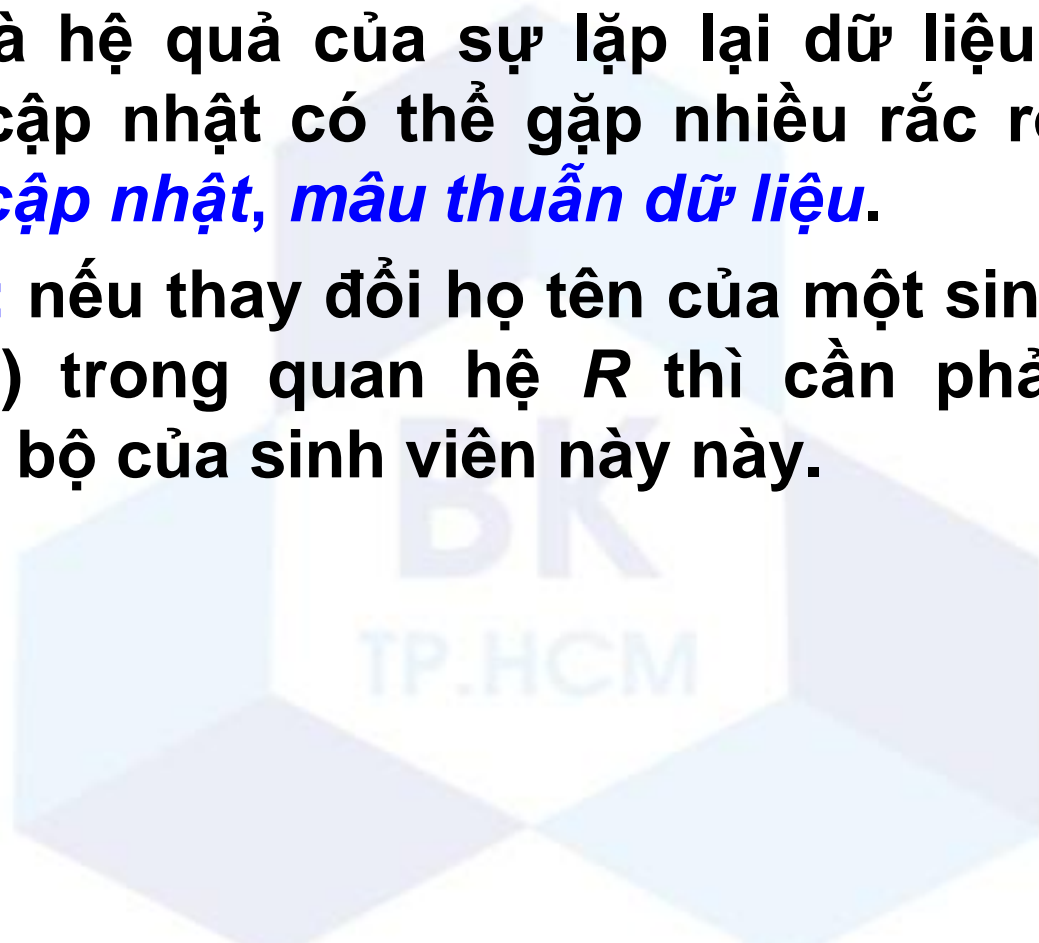 à hệ quả của sự lặp lại dữ liệu
cập nhật có thể gặp nhiều rắc r
cập nhật, mâu thuẫn dữ liệu.
: nếu thay đổi họ tên của một sin
) trong quan hệ R thì cần phả
bộ của sinh viên này này.
BK
TP.HCM